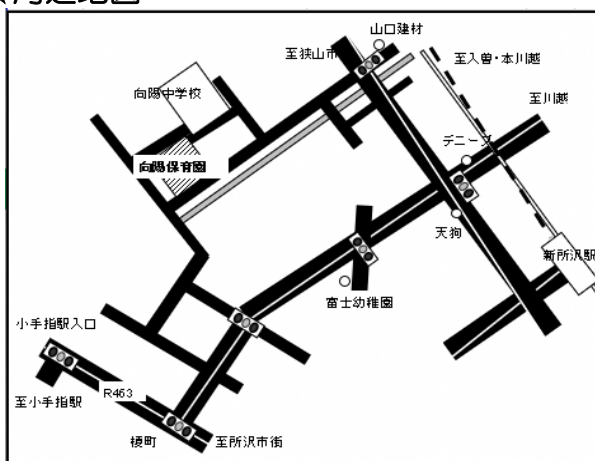 山口建材
至狭山市
至入曽・本川越
向陽中学校
至川越
デニーズ
向陽保育園
天狗
新所沢駅
富士幼稚園
小手指駅入口
R463
至小手指駅
榎町
至所沢市街